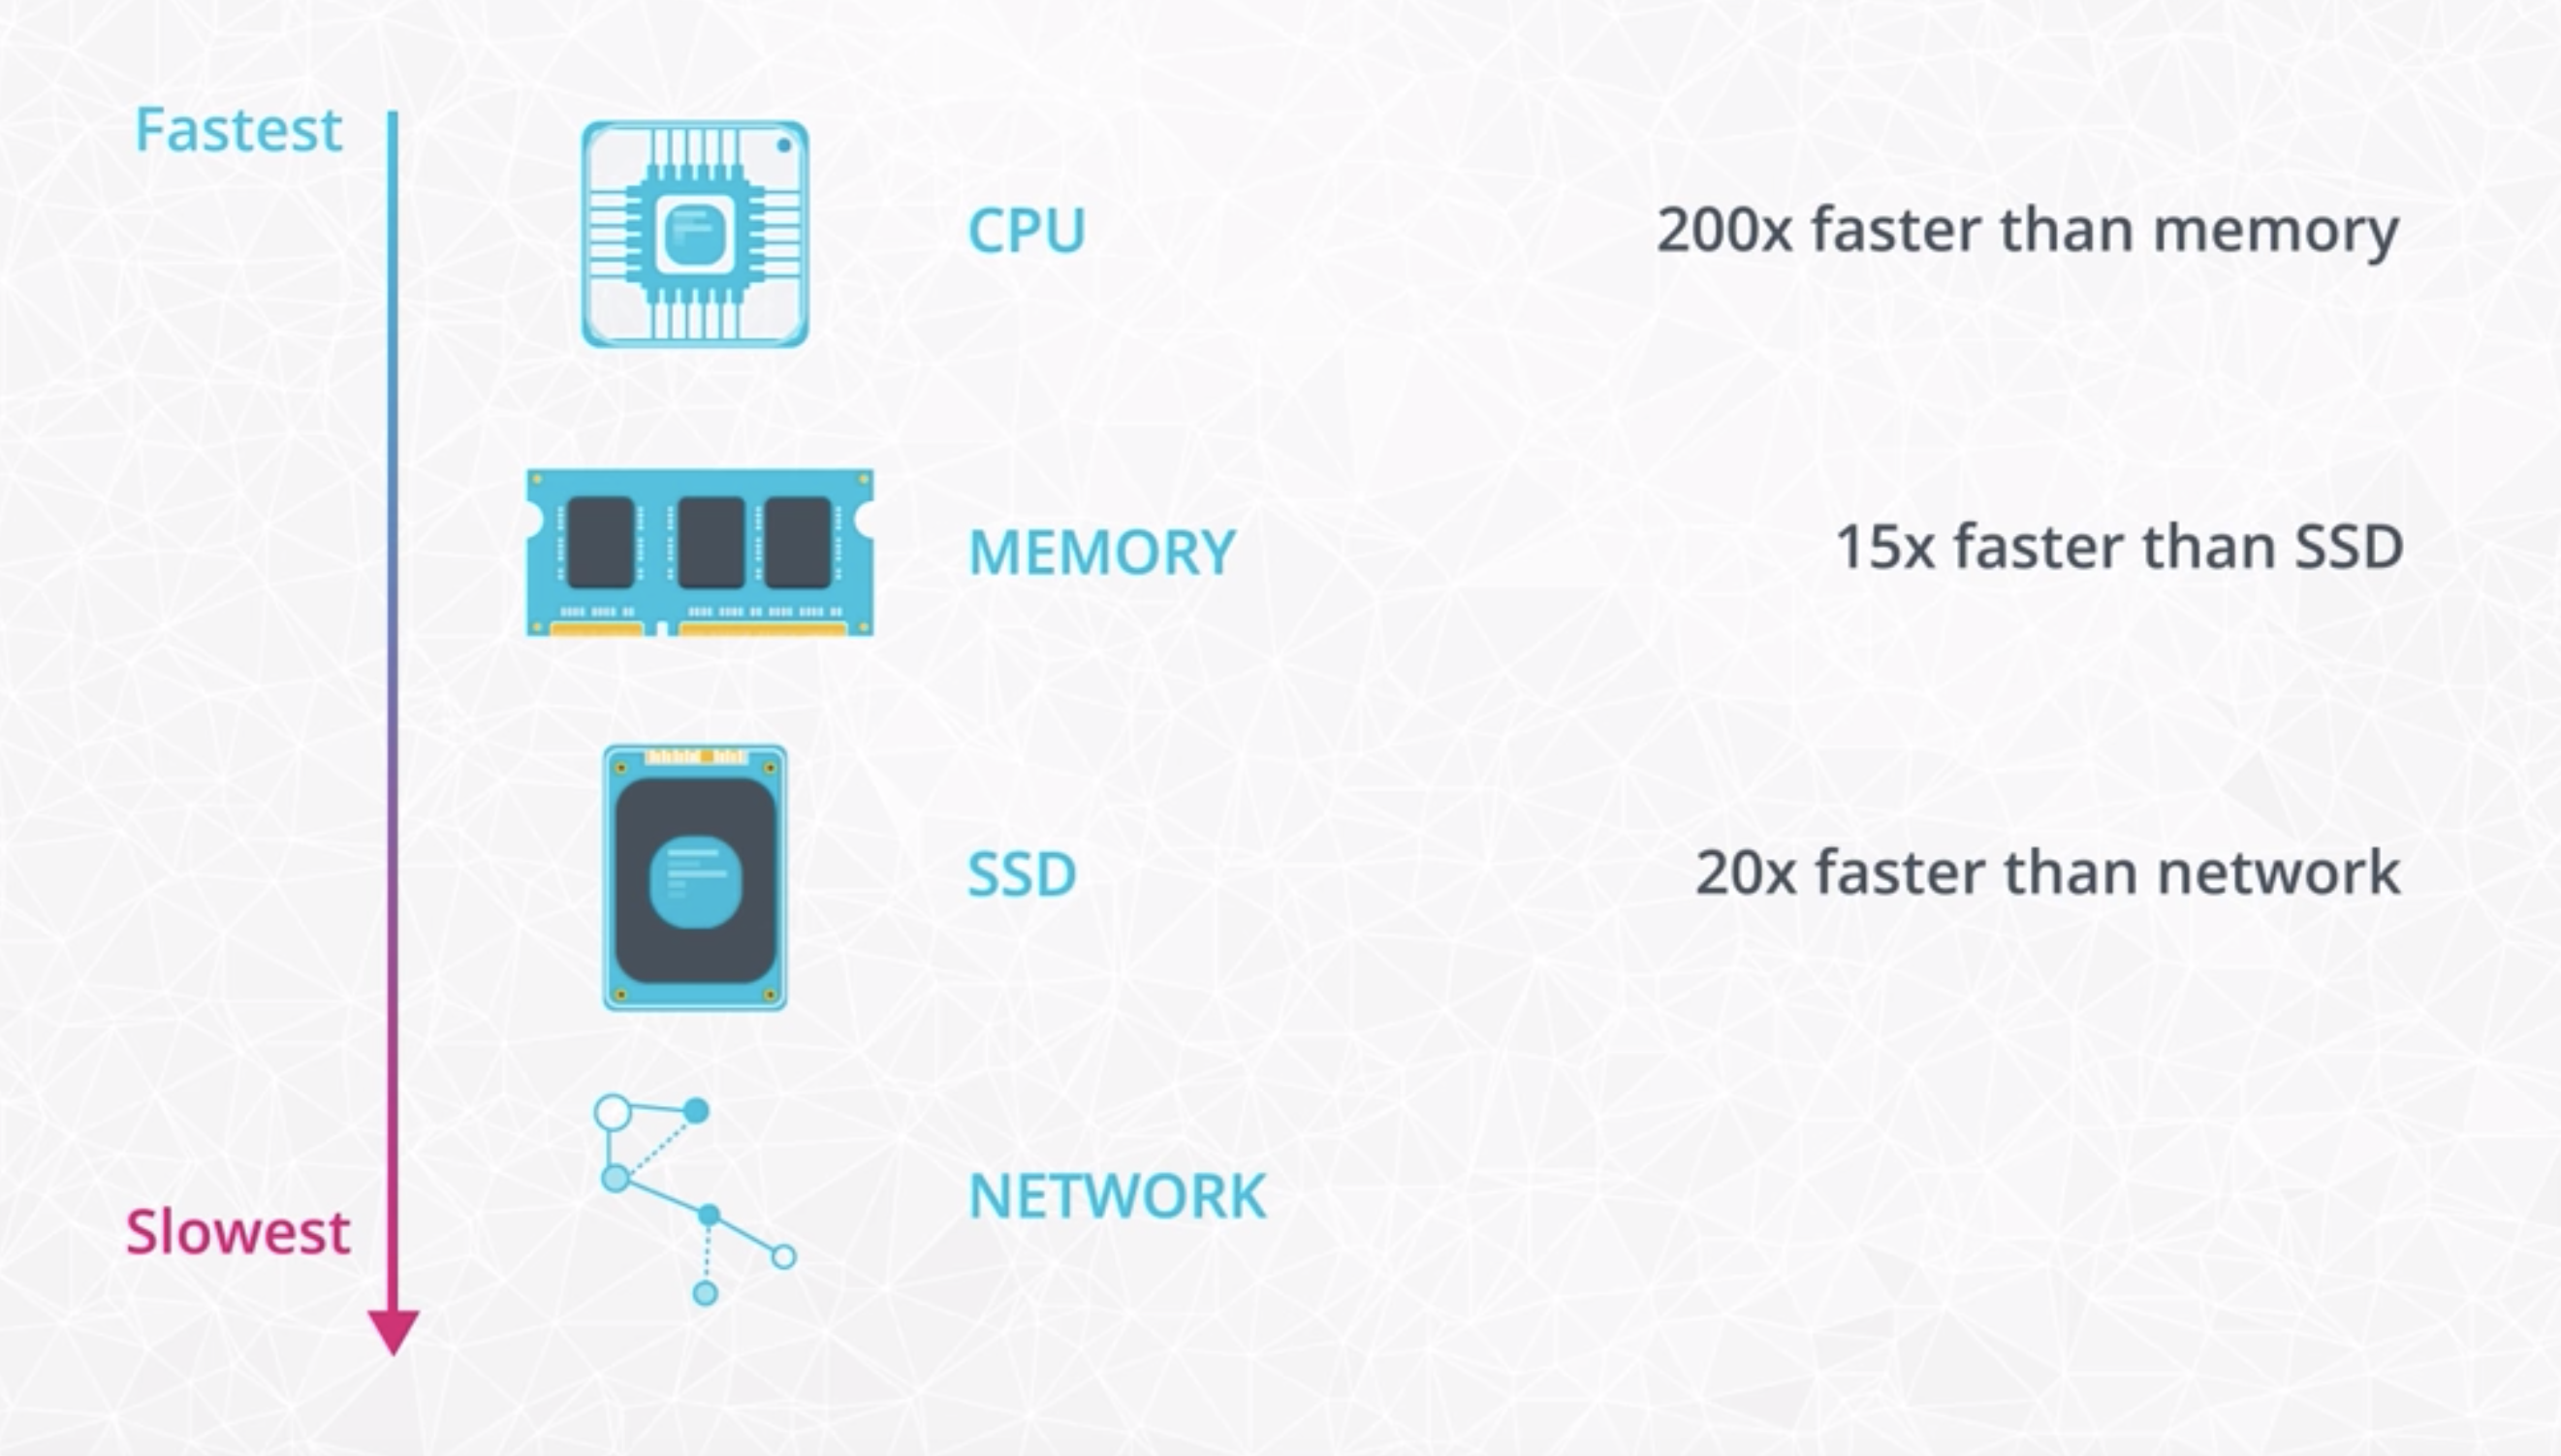 Fastest
CPU
200x faster than memory
MEMORY
15x faster than SSD
SSD
20x faster than network
NETWORK
Slowest